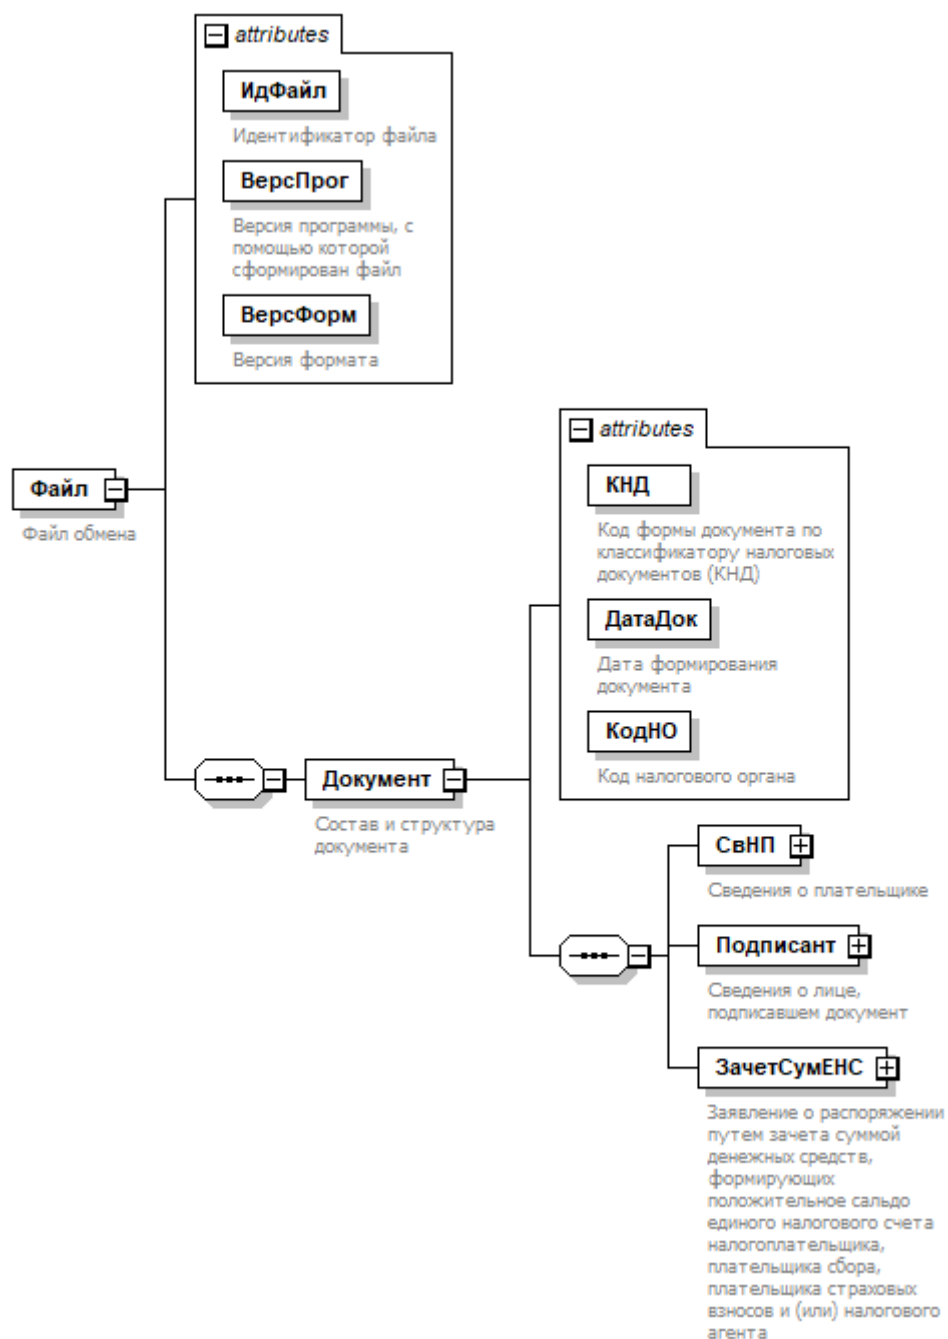 attributes
ИдФайл
Идентификатор файла
ВерсПрог
Версия программы, с
помощью которой
сформирован файл
ВерсФорм
Версия формата
Файл
Файл обмена
attributes
КНД
Код формы документа по
классификатору налоговых
документов (КНД)
ДатаДок
Дата формирования
документа
КодНО
Код налогового органа
Документ
Состав и структура
документа
СвНП
Сведения о плательщике
Подписант
Сведения о лице,
подписавшем документ
ЗачетСумЕНС
Заявление о распоряжении
путем зачета суммой
денежных средств,
формирующих
положительное сальдо
единого налогового счета
налогоплательщика,
плательщика сбора,
плательщика страховых
взносов и (или) налогового
агента